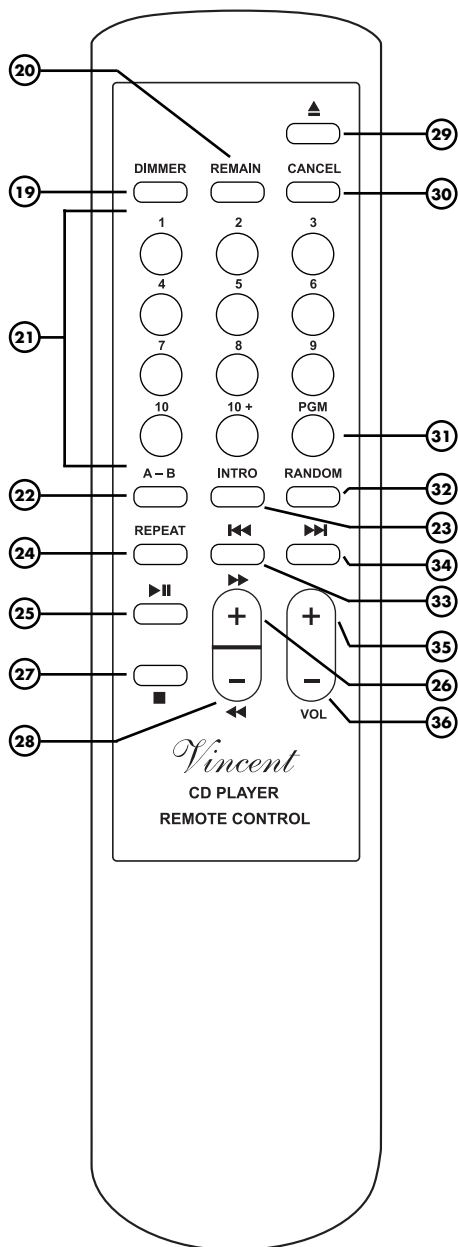 20
29
DIMMER REMAIN CANCEL
19
30
1 2 3
4 5 6
21
7 8 9
10 10 + PGM
31
A – B INTRO RANDOM
22
32
23
REPEAT
24
34
33
25
+ +
35
27
– –
26
28
VOL
36
Vincent
CD PLAYER
REMOTE CONTROL